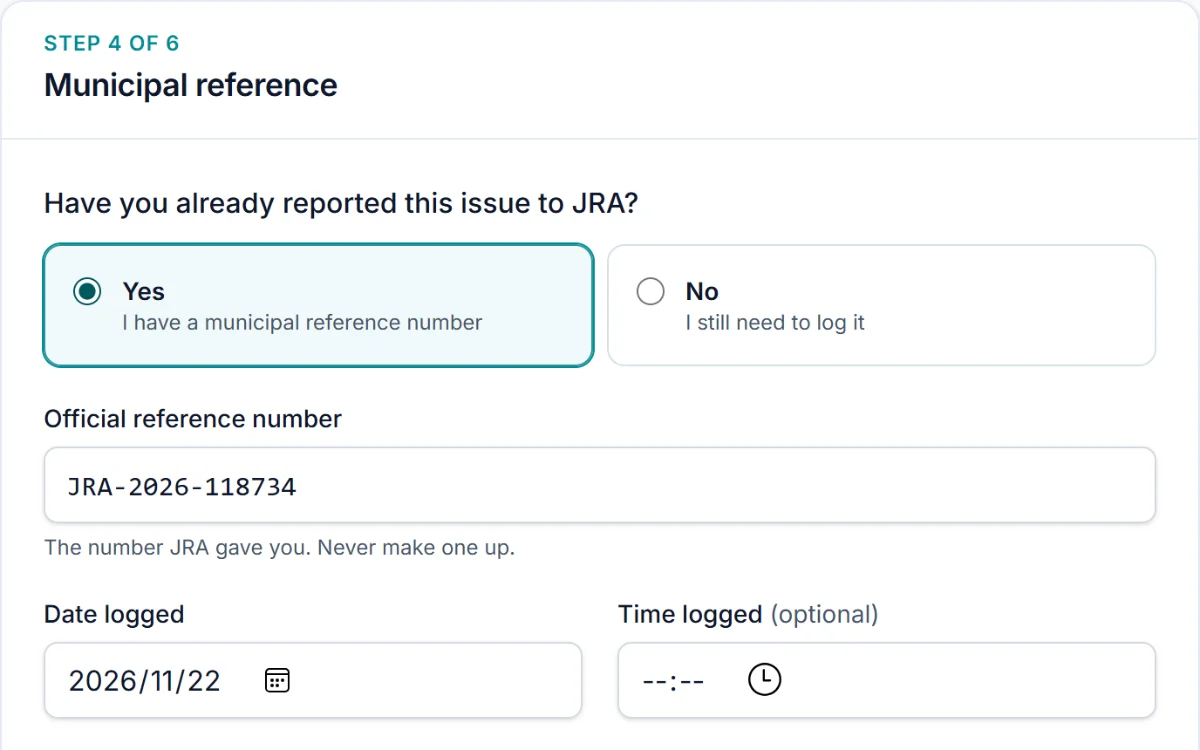 STEP 4 OF 6
Municipal reference
Have you already reported this issue to JRA?
Yes
I have a municipal reference number
No
I still need to log it
Official reference number
JRA-2026-118734
The number JRA gave you. Never make one up.
Date logged
2026/11/22
Time logged (optional)
--:--